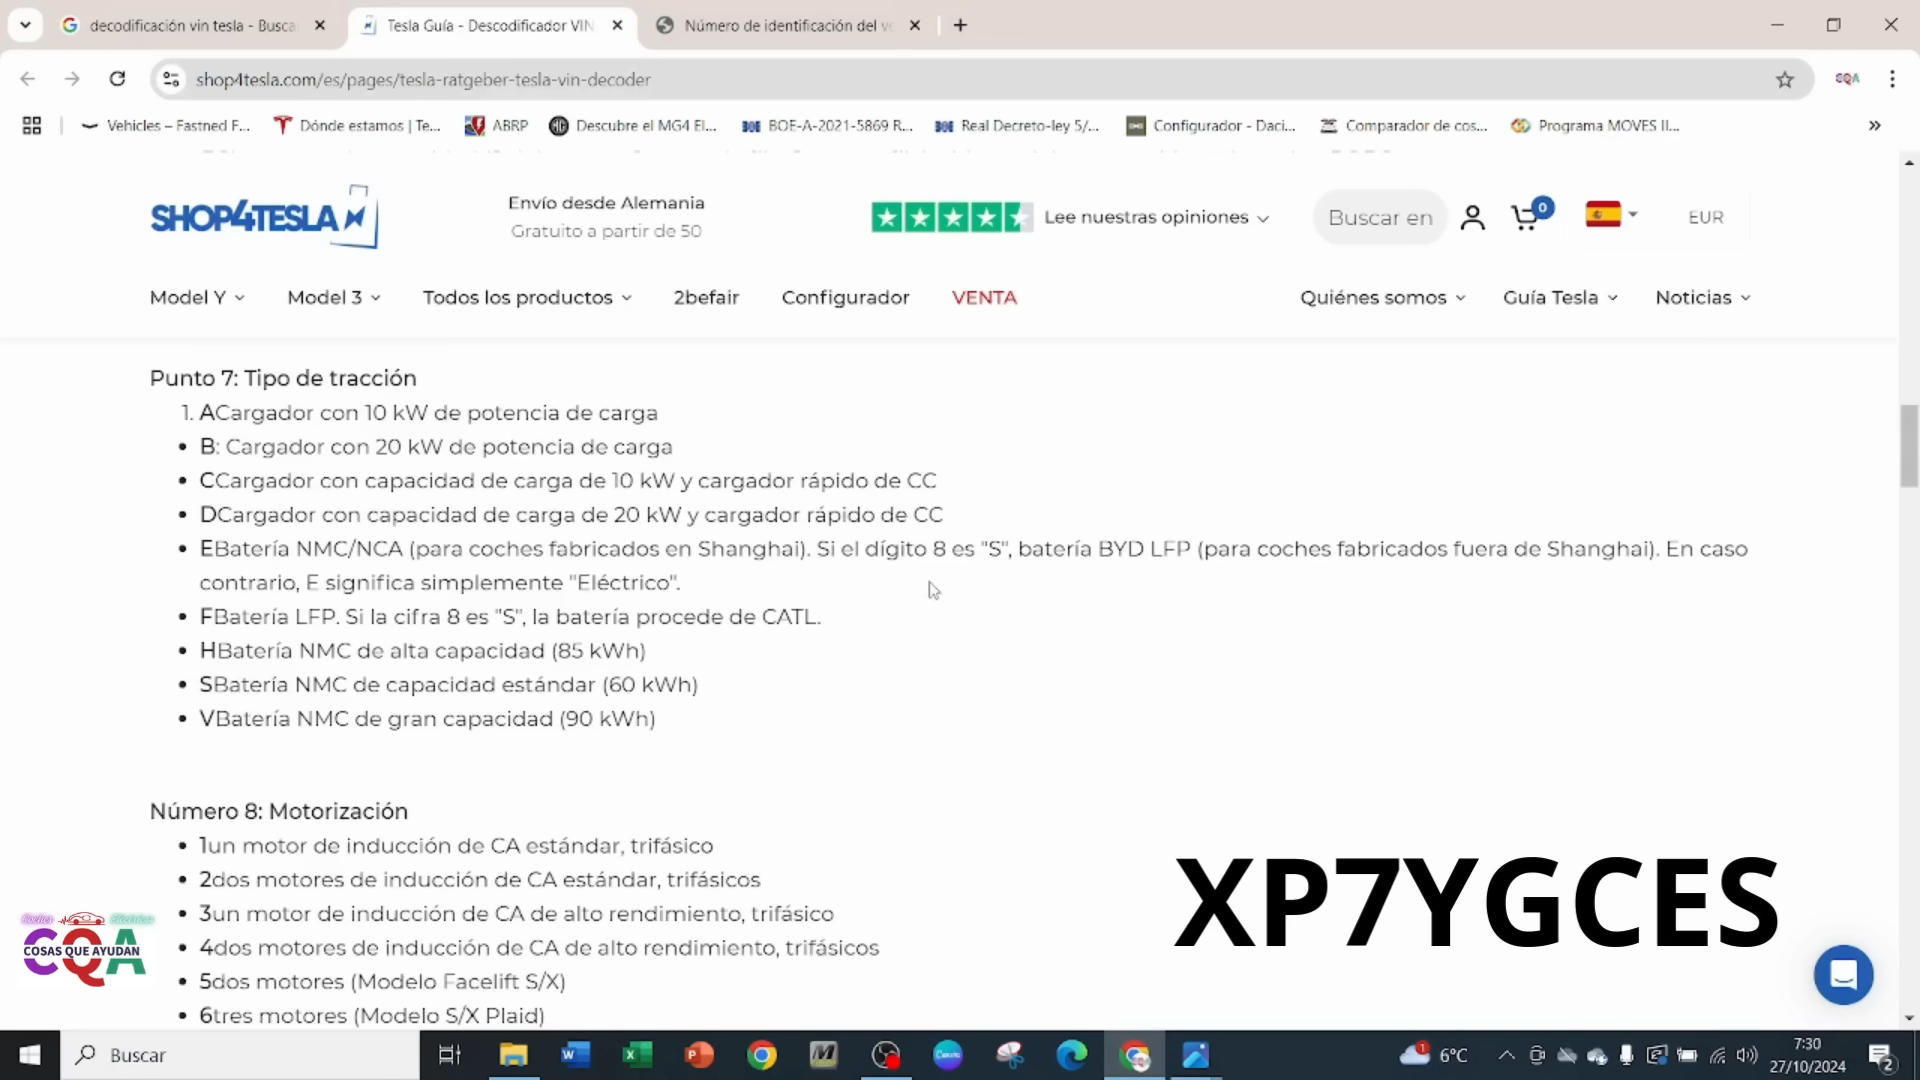 decodificación vin tesla - Busca
Tesla Guía - Descodificador VIN
Número de identificación del ve
shop4tesla.com/es/pages/tesla-ratgeber-tesla-vin-decoder
CQA
Vehicles – Fastned F...
Dónde estamos | Te...
ABRP
Descubre el MG4 El...
BOE-A-2021-5869 R...
Real Decreto-ley 5/...
Configurador - Daci...
Comparador de cos...
Programa MOVES II...
SHOP4TESLA
Envío desde Alemania
Gratuito a partir de 50
Lee nuestras opiniones
Buscar en
0
EUR
Model Y
Model 3
Todos los productos
2befair
Configurador
VENTA
Quiénes somos
Guía Tesla
Noticias
Punto 7: Tipo de tracción
1. ACargador con 10 kW de potencia de carga
B: Cargador con 20 kW de potencia de carga
CCargador con capacidad de carga de 10 kW y cargador rápido de CC
DCargador con capacidad de carga de 20 kW y cargador rápido de CC
EBatería NMC/NCA (para coches fabricados en Shanghai). Si el dígito 8 es "S", batería BYD LFP (para coches fabricados fuera de Shanghai). En caso
contrario, E significa simplemente "Eléctrico".
FBatería LFP. Si la cifra 8 es "S", la batería procede de CATL.
HBatería NMC de alta capacidad (85 kWh)
SBatería NMC de capacidad estándar (60 kWh)
VBatería NMC de gran capacidad (90 kWh)
Número 8: Motorización
1un motor de inducción de CA estándar, trifásico
2dos motores de inducción de CA estándar, trifásicos
3un motor de inducción de CA de alto rendimiento, trifásico
4dos motores de inducción de CA de alto rendimiento, trifásicos
5dos motores (Modelo Facelift S/X)
6tres motores (Modelo S/X Plaid)
XP7YGCES
Coches Eléctricos
CQA
COSAS QUE AYUDAN
Buscar
1
6°C
7:30
27/10/2024
2